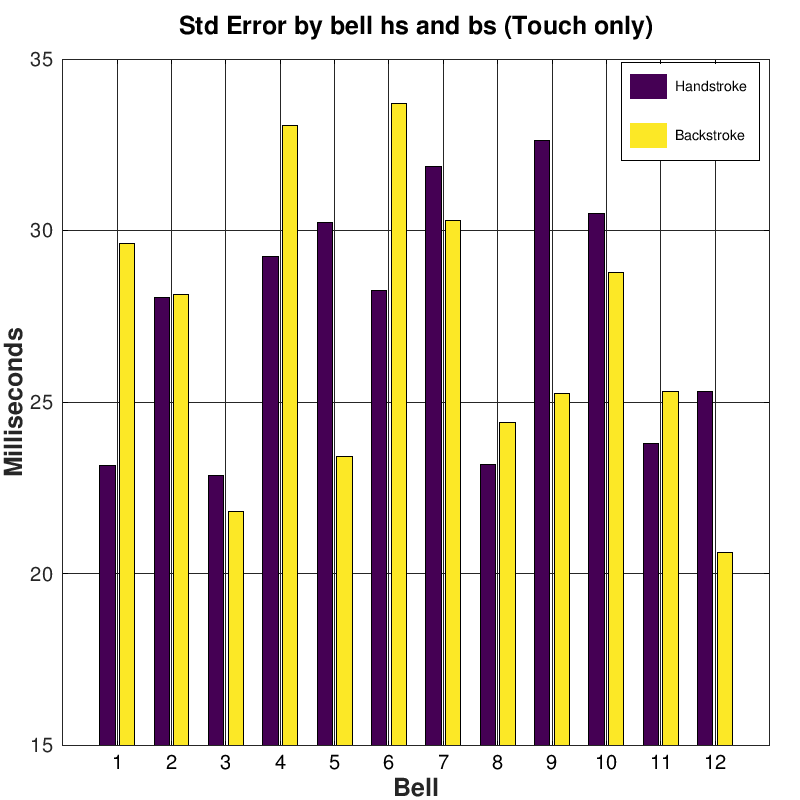 Std Error by bell hs and bs (Touch only)
Handstroke
Backstroke
Milliseconds
35
30
25
20
15
1 2 3 4 5 6 7 8 9 10 11 12
Bell